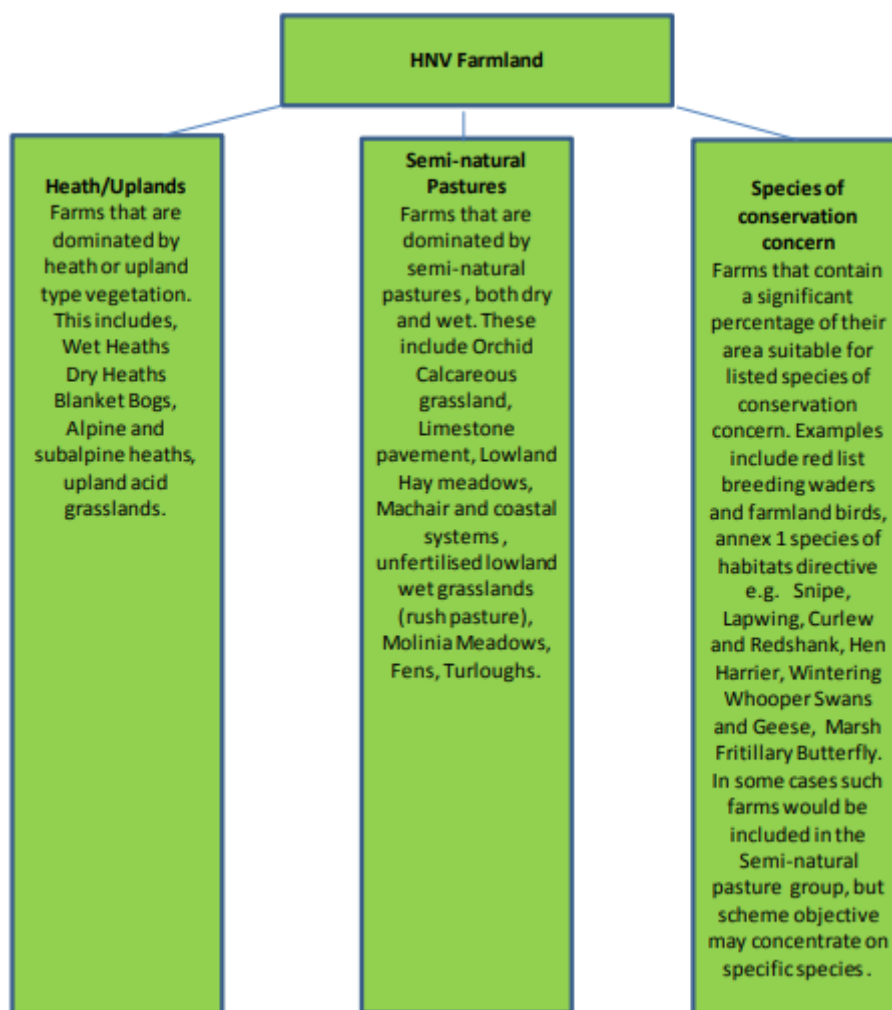 HNV Farmland
Heath/Uplands
Farms that are
dominated by
heath or upland
type vegetation.
This includes,
Wet Heaths
Dry Heaths
Blanket Bogs,
Alpine and
subalpine heaths,
upland acid
grasslands.
Semi-natural
Pastures
Farms that are
dominated by
semi-natural
pastures , both dry
and wet. These
include Orchid
Calcareous
grassland,
Limestone
pavement, Lowland
Hay meadows,
Machair and coastal
systems ,
unfertilised lowland
wet grasslands
(rush pasture),
Molinia Meadows,
Fens, Turloughs.
Species of
conservation
concern
Farms that contain
a significant
percentage of their
area suitable for
listed species of
conservation
concern. Examples
include red list
breeding waders
and farmland birds,
annex 1 species of
habitats directive
e.g. Snipe,
Lapwing, Curlew
and Redshank, Hen
Harrier, Wintering
Whooper Swans
and Geese, Marsh
Fritillary Butterfly.
In some cases such
farms would be
included in the
Semi-natural
pasture group, but
scheme objective
may concentrate on
specific species .